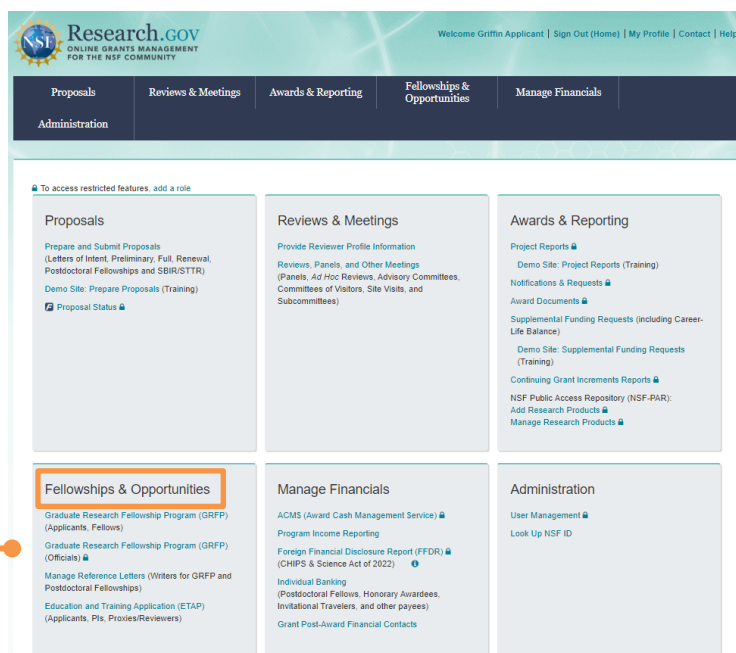 NSF
Research.gov
ONLINE GRANTS MANAGEMENT
FOR THE NSF COMMUNITY
Welcome Griffin Applicant | Sign Out (Home) | My Profile | Contact | Help
Proposals
Reviews & Meetings
Awards & Reporting
Fellowships &
Opportunities
Manage Financials
Administration
To access restricted features, add a role
Proposals
Prepare and Submit Proposals
(Letters of Intent, Preliminary, Full, Renewal,
Postdoctoral Fellowships and SBIR/STTR)
Demo Site: Prepare Proposals (Training)
Proposal Status
Reviews & Meetings
Provide Reviewer Profile Information
Reviews, Panels, and Other Meetings
(Panels, Ad Hoc Reviews, Advisory Committees,
Committees of Visitors, Site Visits, and
Subcommittees)
Awards & Reporting
Project Reports
Demo Site: Project Reports (Training)
Notifications & Requests
Award Documents
Supplemental Funding Requests (including Career-
Life Balance)
Demo Site: Supplemental Funding Requests
(Training)
Continuing Grant Increments Reports
NSF Public Access Repository (NSF-PAR):
Add Research Products
Manage Research Products
Fellowships & Opportunities
Graduate Research Fellowship Program (GRFP)
(Applicants, Fellows)
Graduate Research Fellowship Program (GRFP)
(Officials)
Manage Reference Letters (Writers for GRFP and
Postdoctoral Fellowships)
Education and Training Application (ETAP)
(Applicants, PIs, Proxies/Reviewers)
Manage Financials
ACM$ (Award Cash Management $ervice)
Program Income Reporting
Foreign Financial Disclosure Report (FFDR)
(CHIPS & Science Act of
2022)
Individual Banking
(Postdoctoral Fellows, Honorary Awardees,
Invitational Travelers, and other payees)
Grant Post-Award Financial Contacts
Administration
User Management
Look Up NSF ID